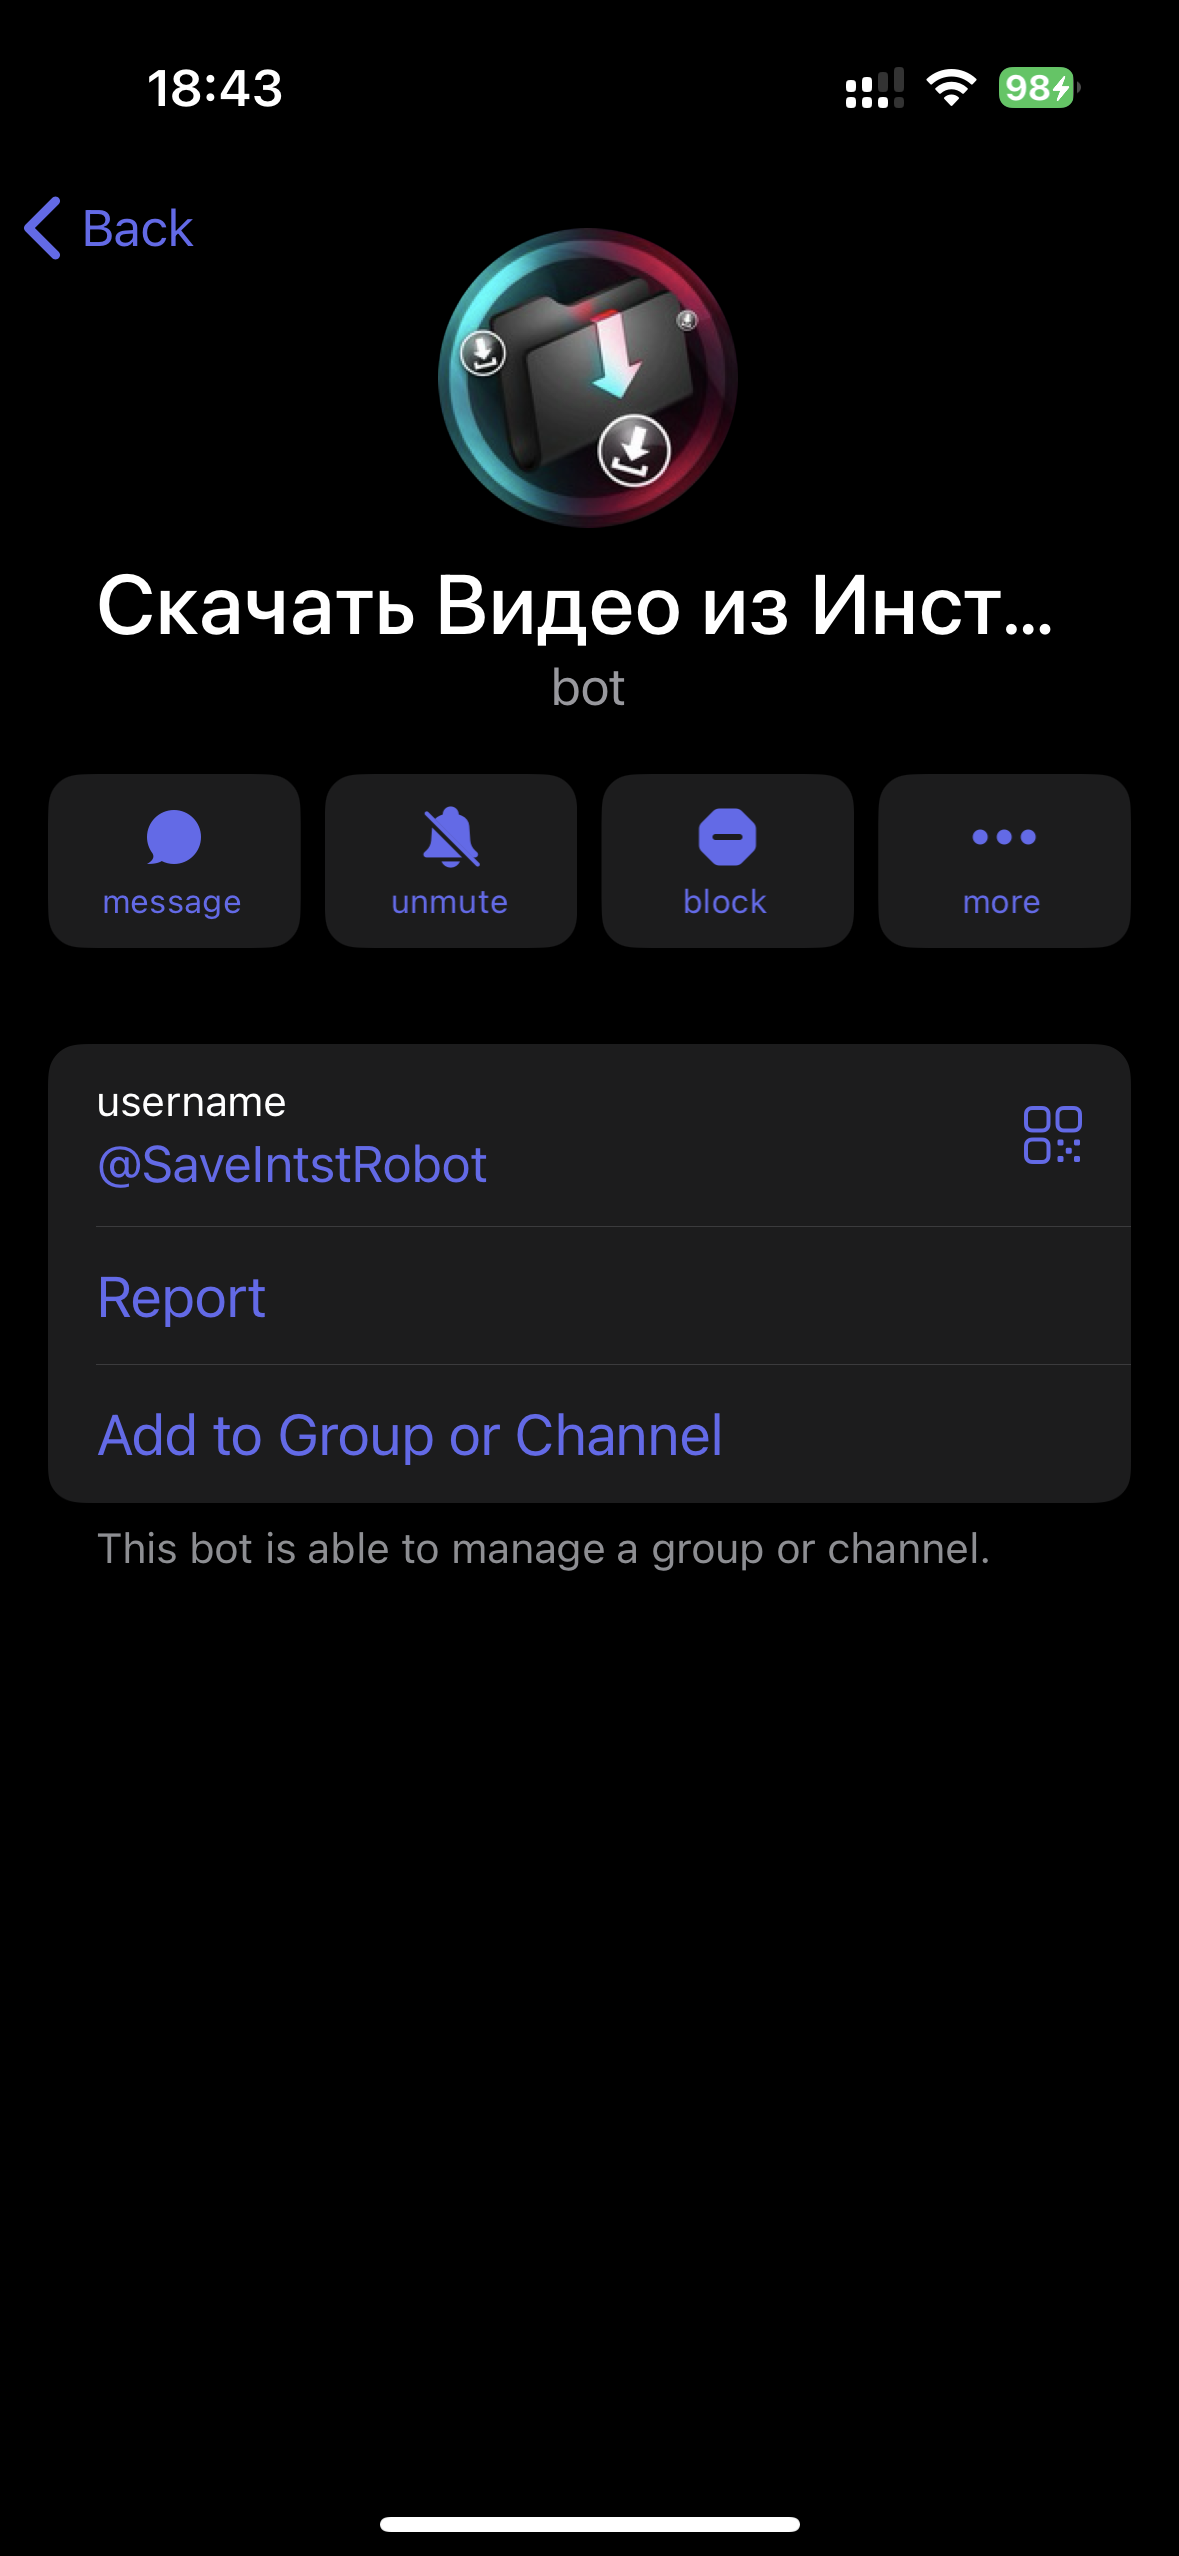 18:43
98
Back
Скачать Видео из Инст...
bot
message
unmute
block
more
username
@SaveIntstRobot
Report
Add to Group or Channel
This bot is able to manage a group or channel.